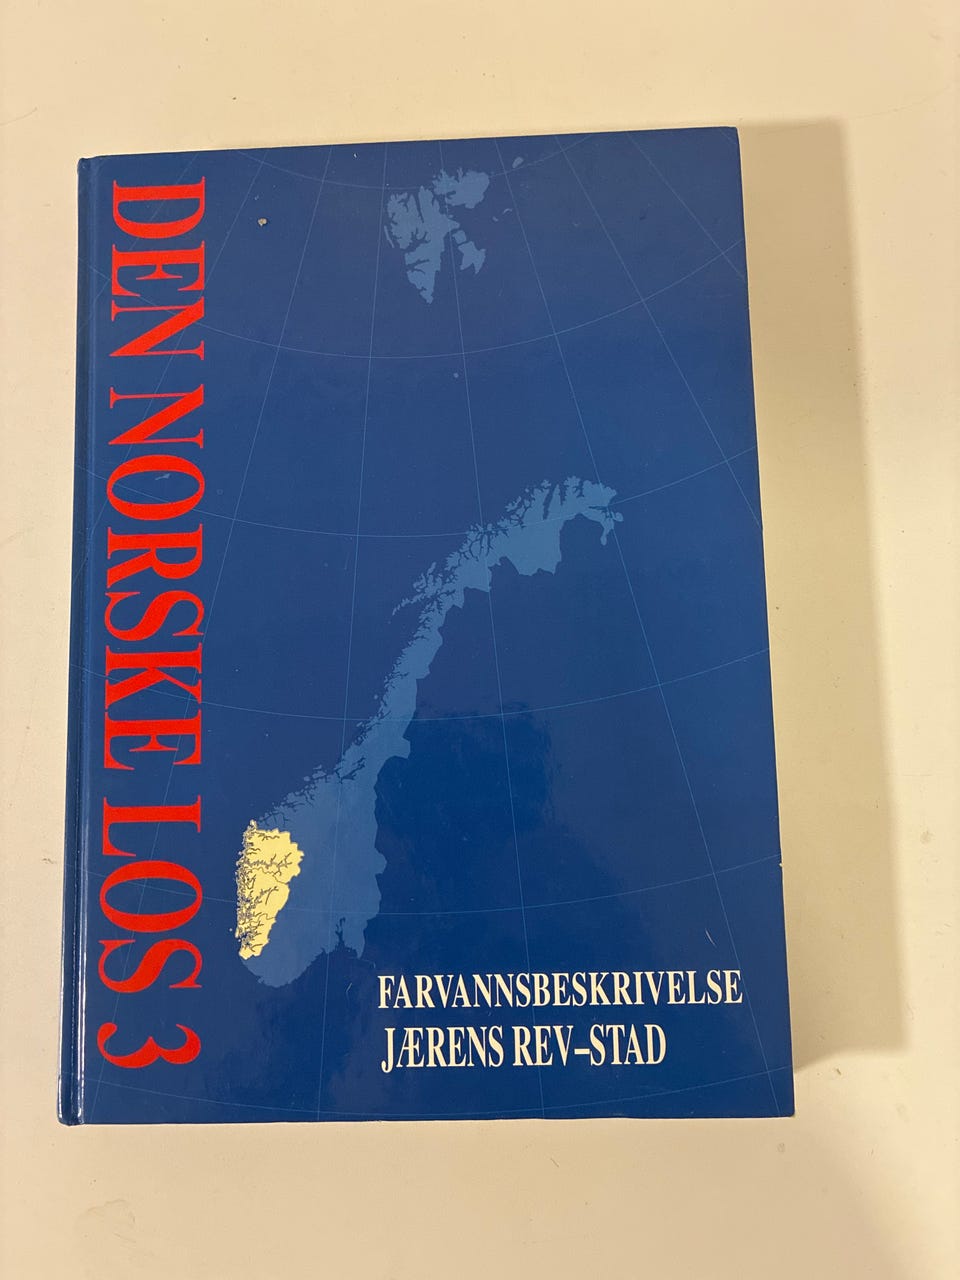 DEN NORSKE LOS 3
FARVANNSBESKRIVELSE
JÆRENS REV–STAD